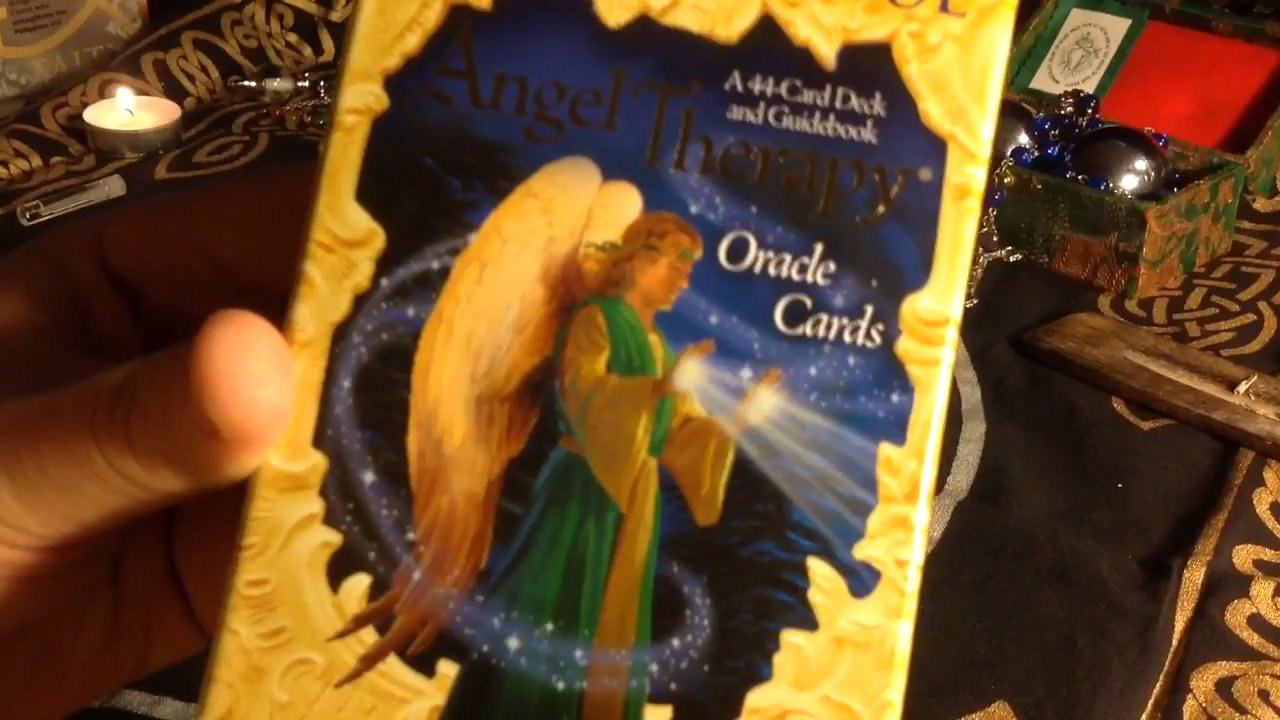 Angel Therapy®
A 44-Card Deck
and Guidebook
Oracle
Cards